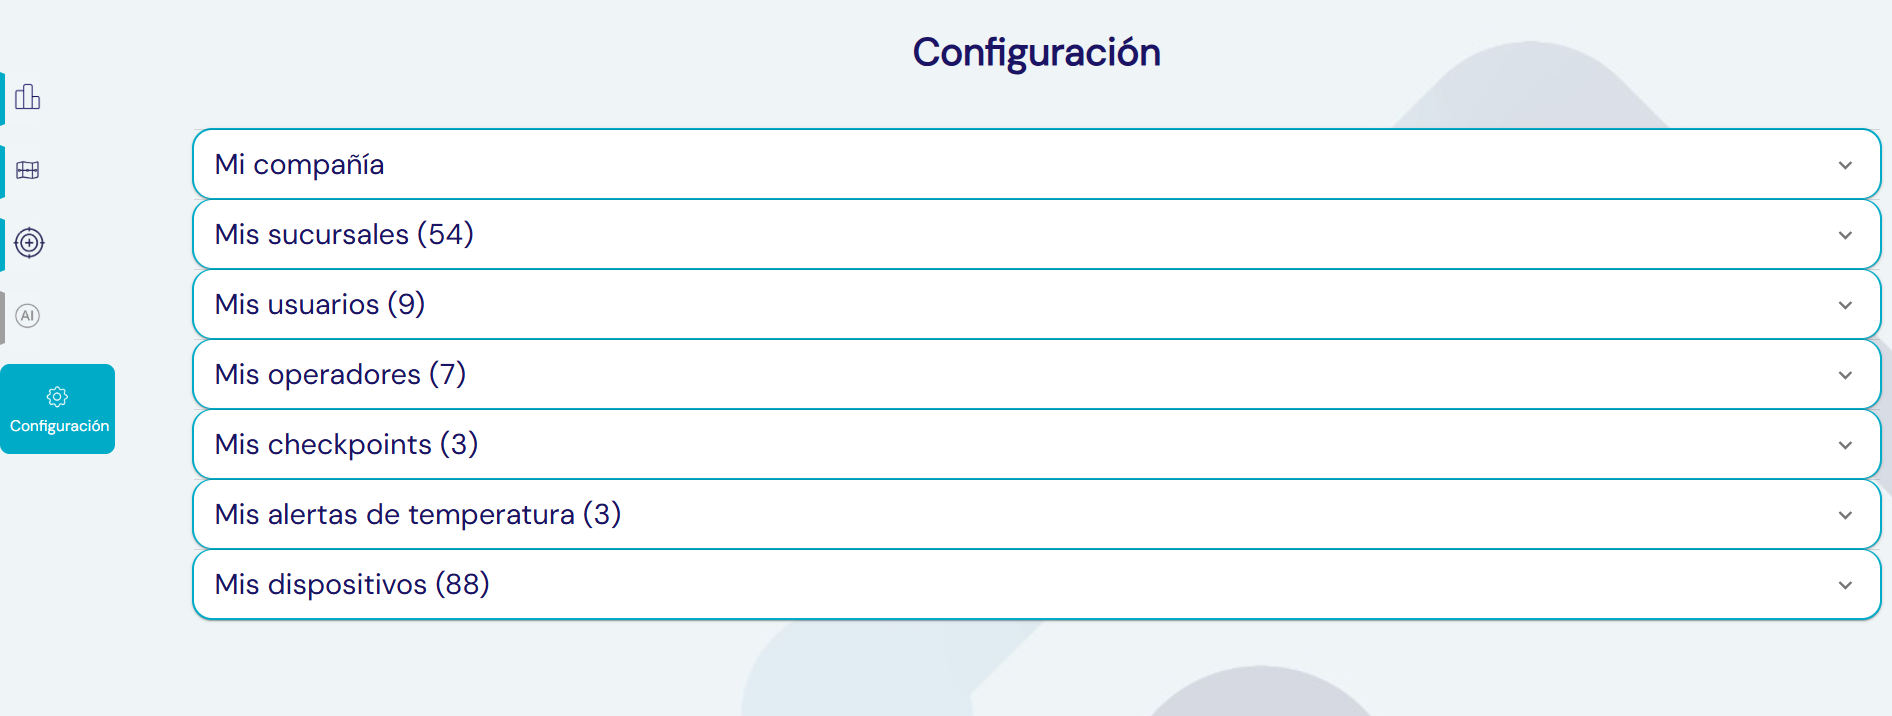 Configuración
AI
Configuración
Mi compañía
Mis sucursales (54)
Mis usuarios (9)
Mis operadores (7)
Mis checkpoints (3)
Mis alertas de temperatura (3)
Mis dispositivos (88)